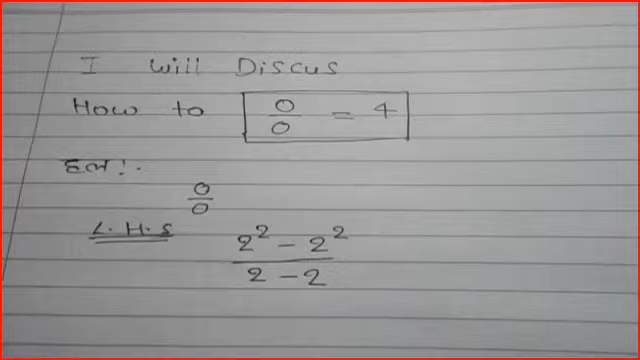 I will Discus
How to 0/0 = 4
हल :-
0/0
L.H.S
2² - 2² / 2 - 2